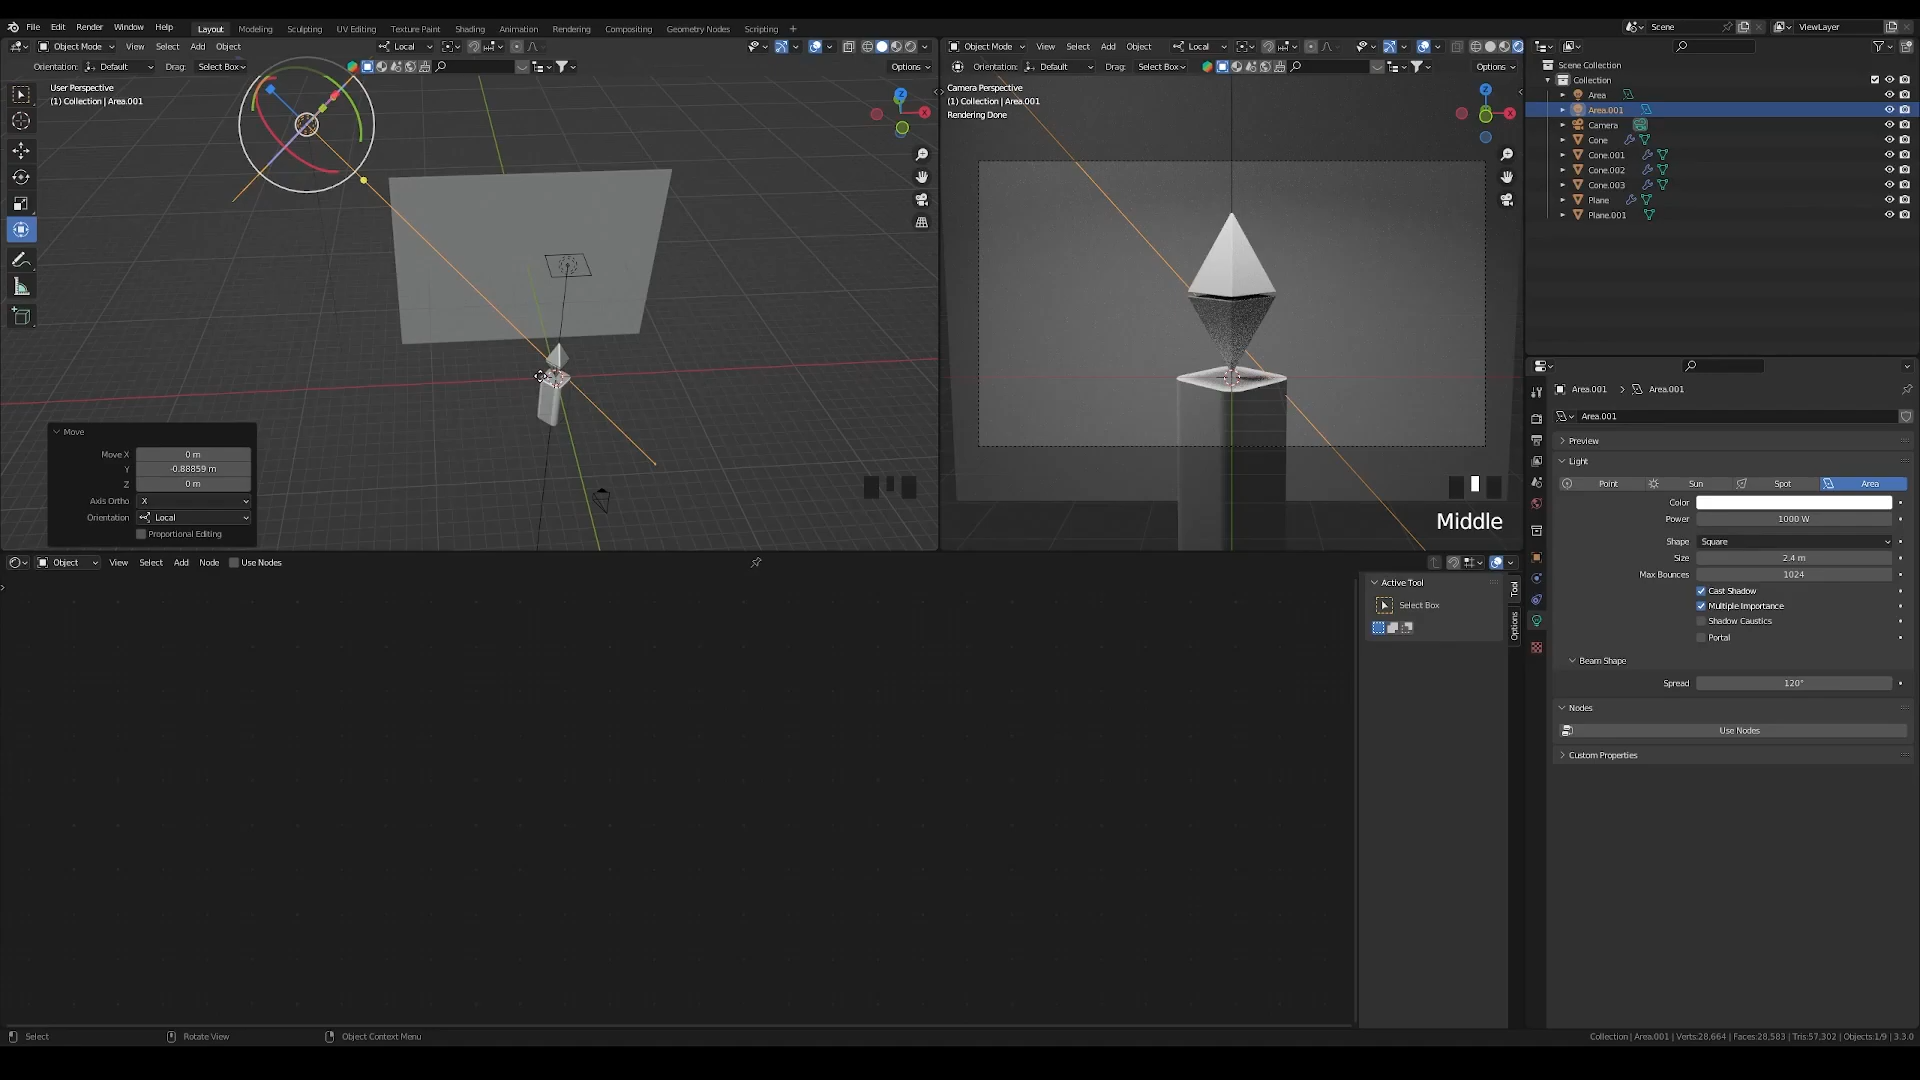 File Edit Render Window Help Layout Modeling Sculpting UV Editing Texture Paint Shading Animation Rendering Compositing Geometry Nodes Scripting + Scene ViewLayer
Object Mode View Select Add Object Local
Object Mode View Select Add Object Local
Orientation: Default Drag: Select Box Options
Orientation: Default Drag: Select Box Options
User Perspective
(1) Collection | Area.001
Camera Perspective
(1) Collection | Area.001
Rendering Done
Scene Collection
Collection
Area
Area.001
Camera
Cone
Cone.001
Cone.002
Cone.003
Plane
Plane.001
Move
Move X 0 m
Y -0.88859 m
Z 0 m
Axis Ortho X
Orientation Local
Proportional Editing
Middle
Area.001 > Area.001
Area.001
Preview
Light
Point Sun Spot Area
Color
Power 1000 W
Shape Square
Size 2.4 m
Max Bounces 1024
Cast Shadow
Multiple Importance
Shadow Caustics
Portal
Beam Shape
Spread 120°
Nodes
Use Nodes
Custom Properties
Object View Select Add Node Use Nodes
Active Tool
Select Box
Tool
Options
Select Rotate View Object Context Menu
Collection | Area.001 | Verts:28,664 | Faces:28,583 | Tris:57,302 | Objects:1/9 | 3.3.0